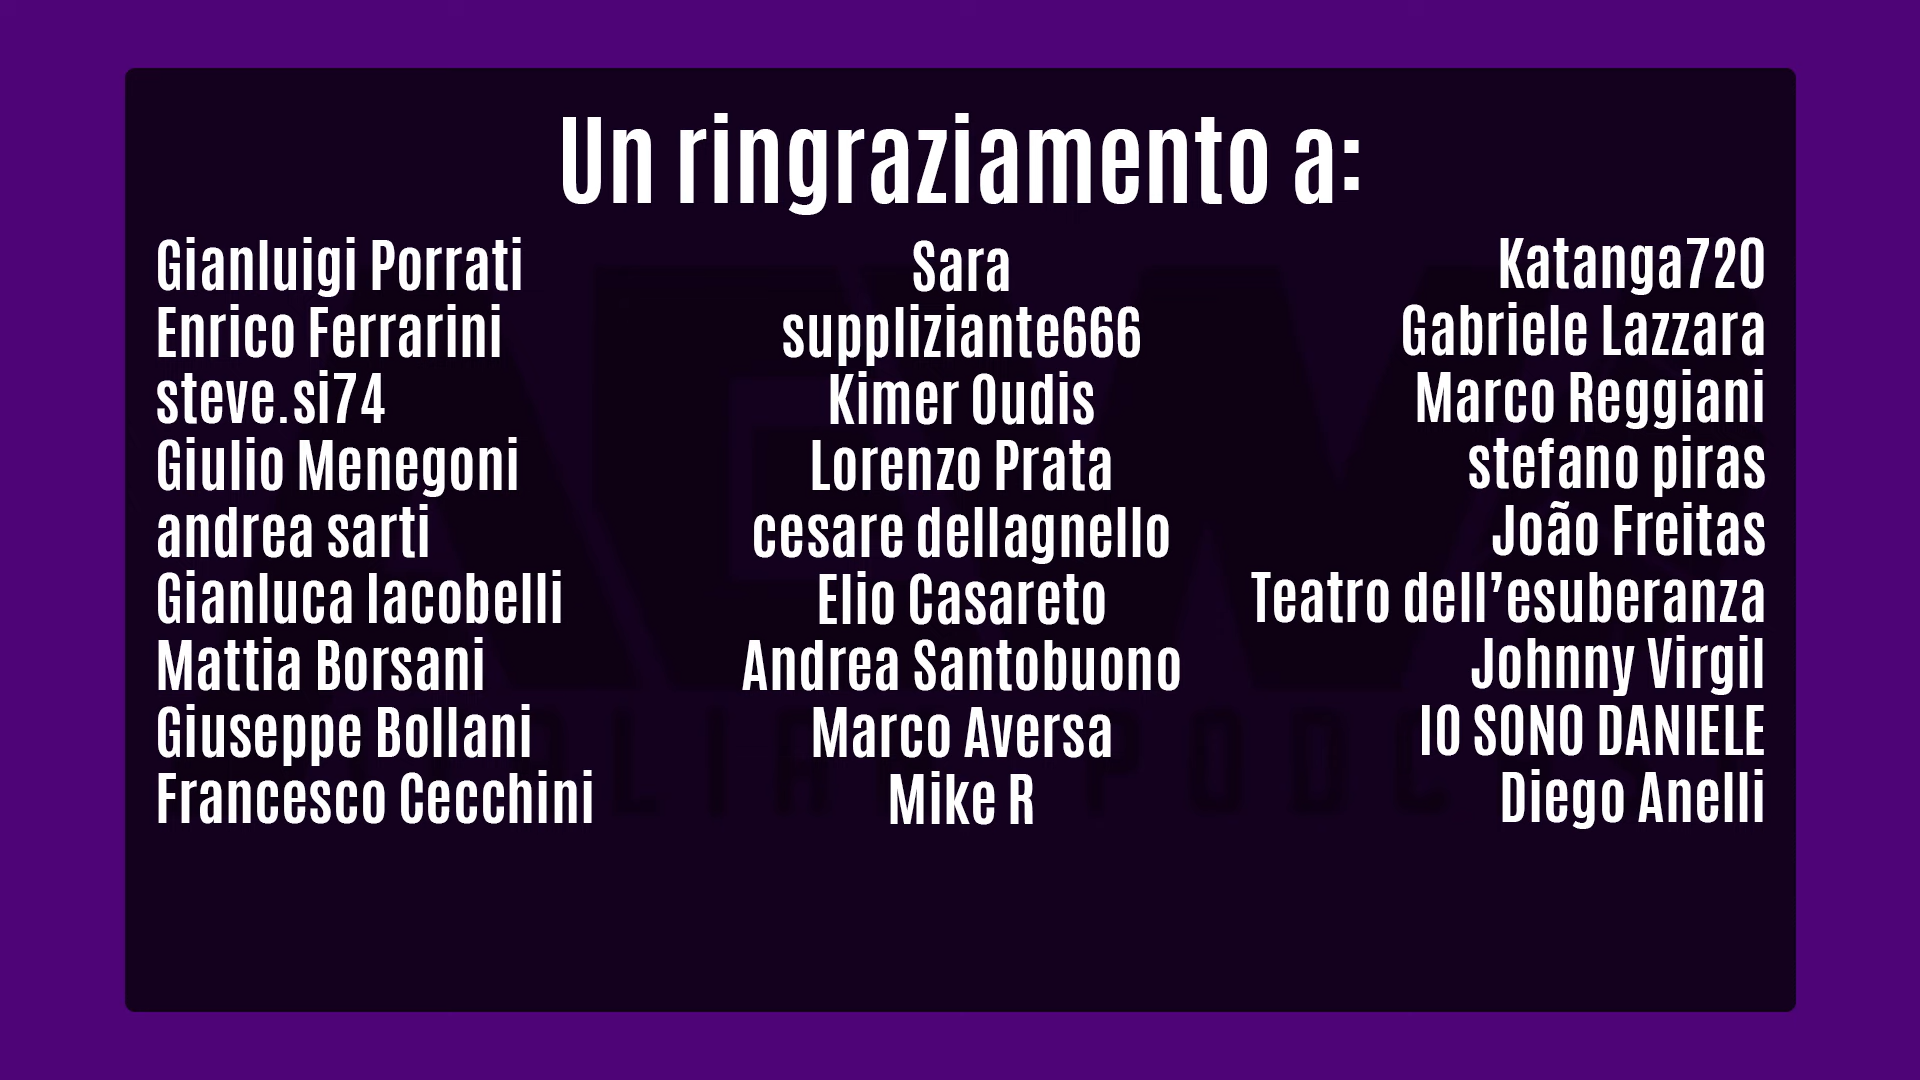 Un ringraziamento a:
Gianluigi Porrati
Enrico Ferrarini
steve.si74
Giulio Menegoni
andrea sarti
Gianluca Iacobelli
Mattia Borsani
Giuseppe Bollani
Francesco Cecchini
Sara
suppliziante666
Kimer Oudis
Lorenzo Prata
cesare dellagnello
Elio Casareto
Andrea Santobuono
Marco Aversa
Mike R
Katanga720
Gabriele Lazzara
Marco Reggiani
stefano piras
João Freitas
Teatro dell’esuberanza
Johnny Virgil
IO SONO DANIELE
Diego Anelli